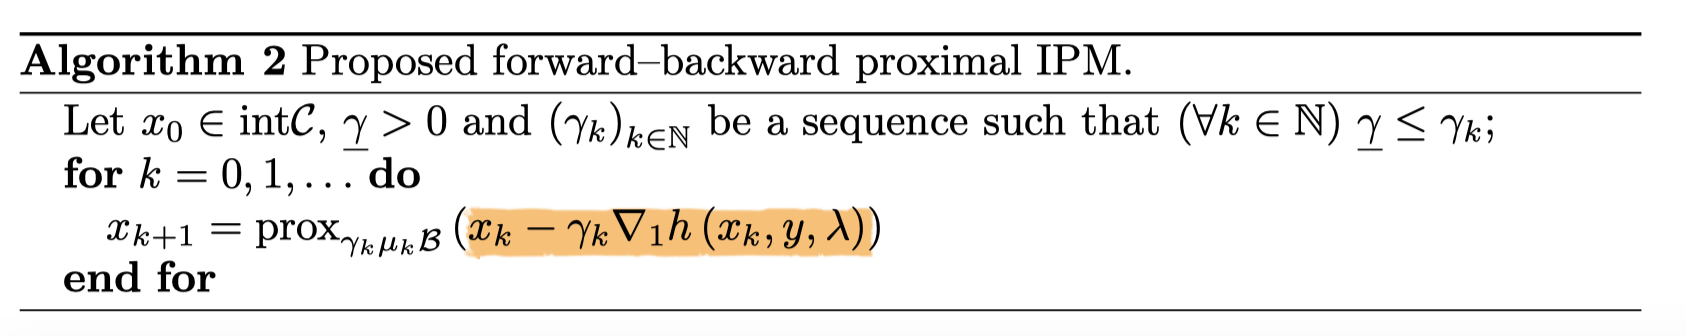 Algorithm 2 Proposed forward–backward proximal IPM.
Let $x_0 \in \text{int}\mathcal{C}$, $\underline{\gamma} > 0$ and $(\gamma_k)_{k \in \mathbb{N}}$ be a sequence such that $(\forall k \in \mathbb{N})\ \underline{\gamma} \leq \gamma_k$;
for $k = 0, 1, \ldots$ do
$x_{k+1} = \text{prox}_{\gamma_k \mu_k \mathcal{B}} \left(x_k - \gamma_k \nabla_1 h \left(x_k, y, \lambda\right)\right)$
end for